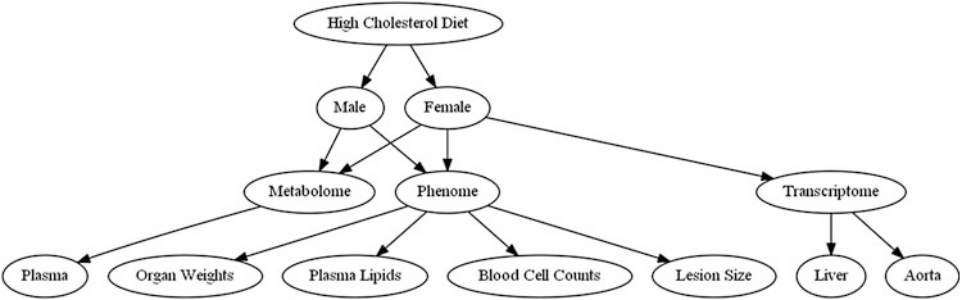 High Cholesterol Diet
Male
Female
Metabolome
Phenome
Transcriptome
Plasma
Organ Weights
Plasma Lipids
Blood Cell Counts
Lesion Size
Liver
Aorta